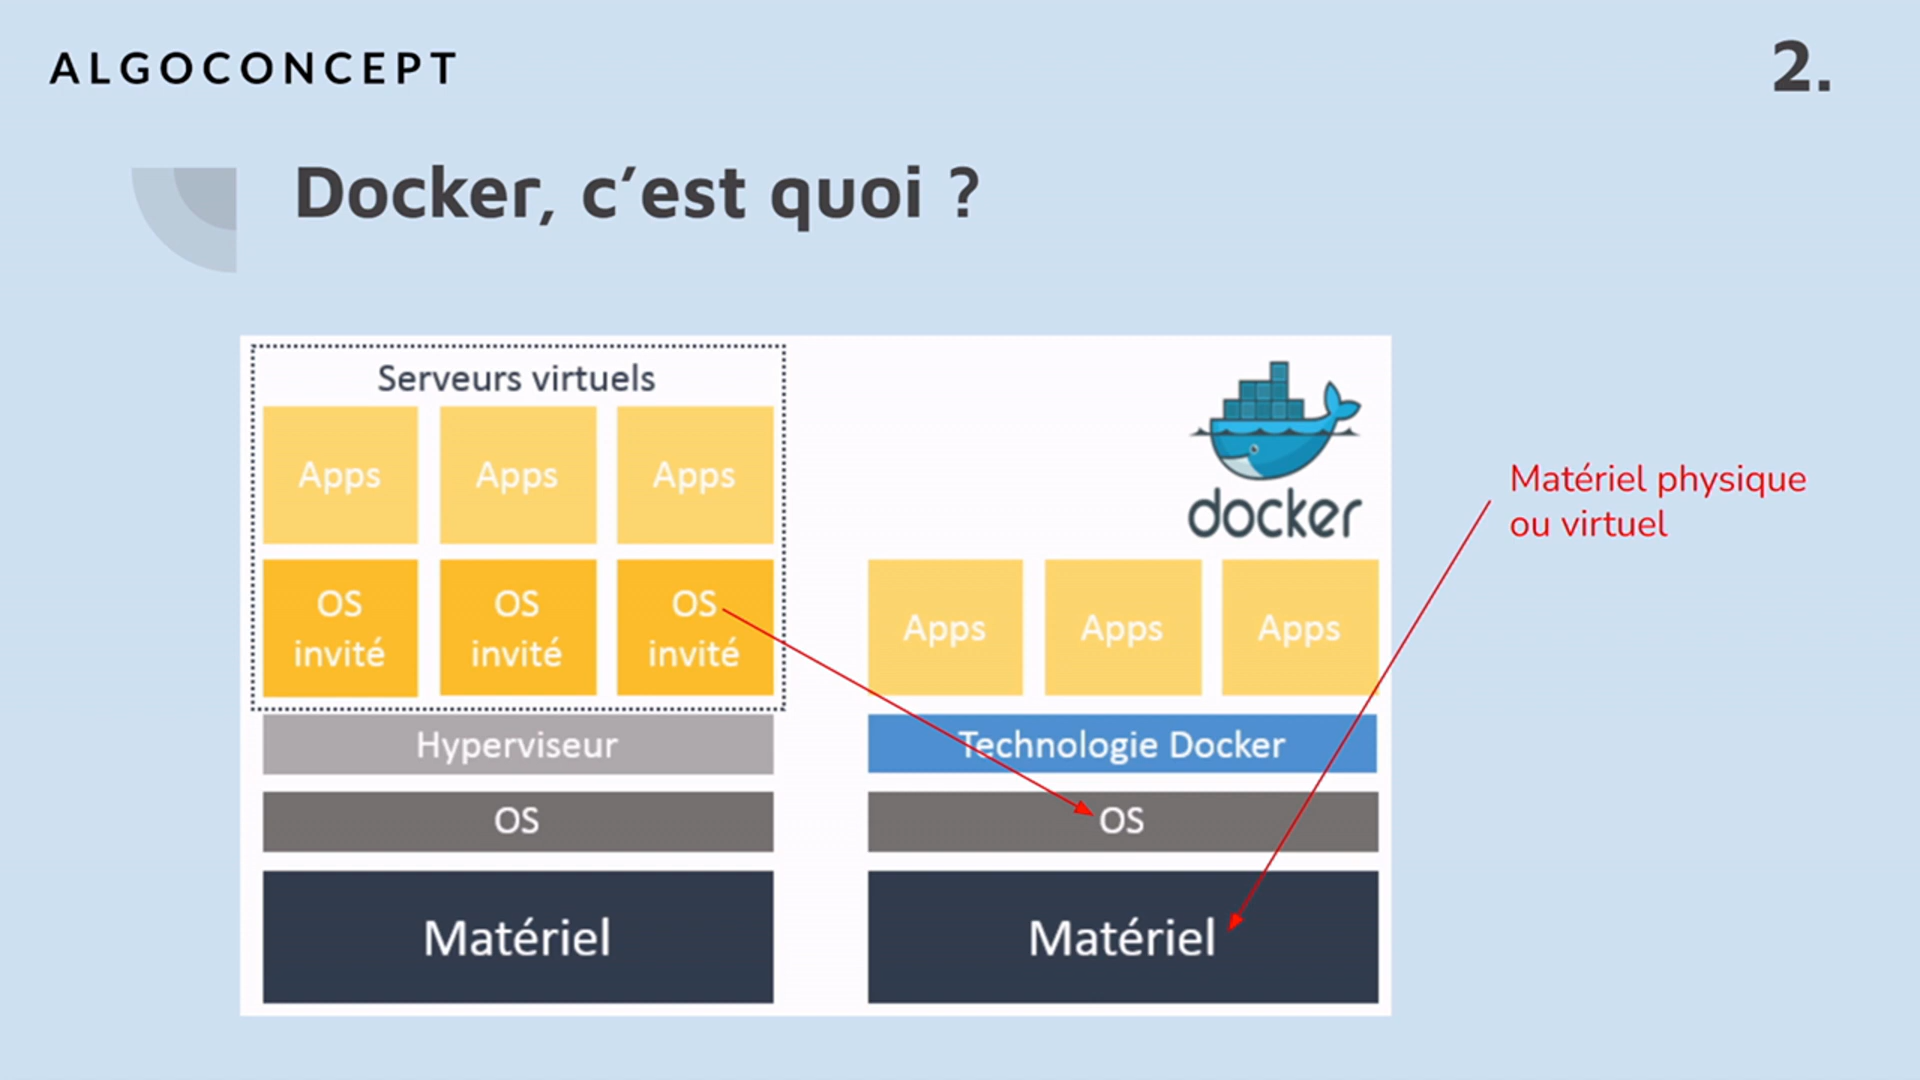 ALGOCONCEPT
2.
Docker, c’est quoi ?
Serveurs virtuels
Apps
Apps
Apps
OS
invité
OS
invité
OS
invité
Hyperviseur
OS
Matériel
docker
Apps
Apps
Apps
Technologie Docker
OS
Matériel
Matériel physique
ou virtuel